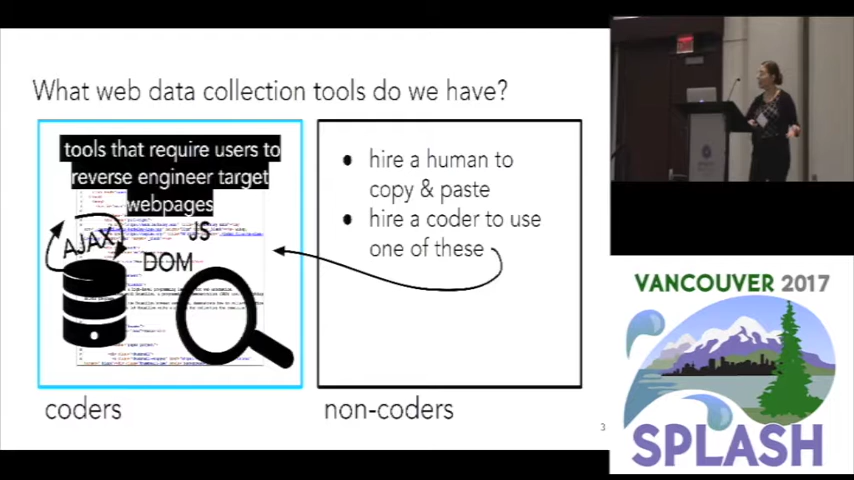 What web data collection tools do we have?
tools that require users to
reverse engineer target
webpages
AJAX
JS
DOM
coders
• hire a human to
copy & paste
• hire a coder to use
one of these
non-coders
3
VANCOUVER 2017
SPLASH